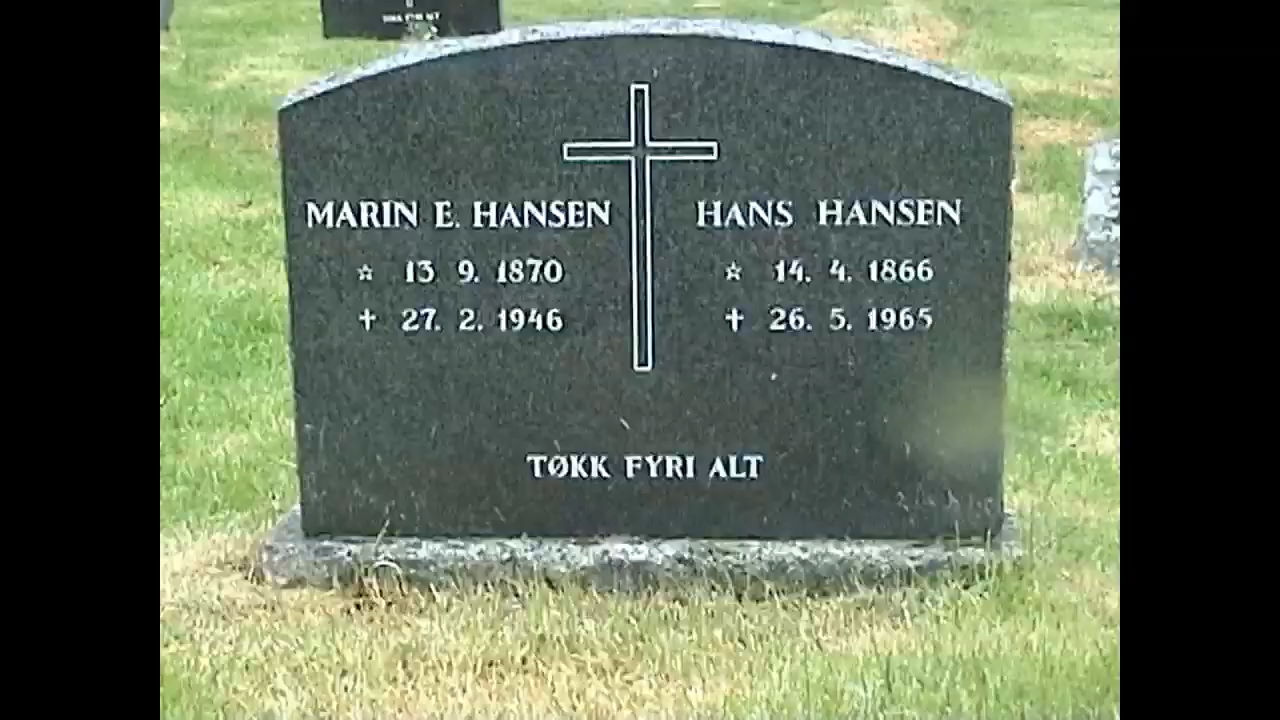 MARIN E. HANSEN
☆ 13 9. 1870
✝ 27. 2. 1946
HANS HANSEN
☆ 14. 4. 1866
✝ 26. 5. 1965
TØKK FYRI ALT